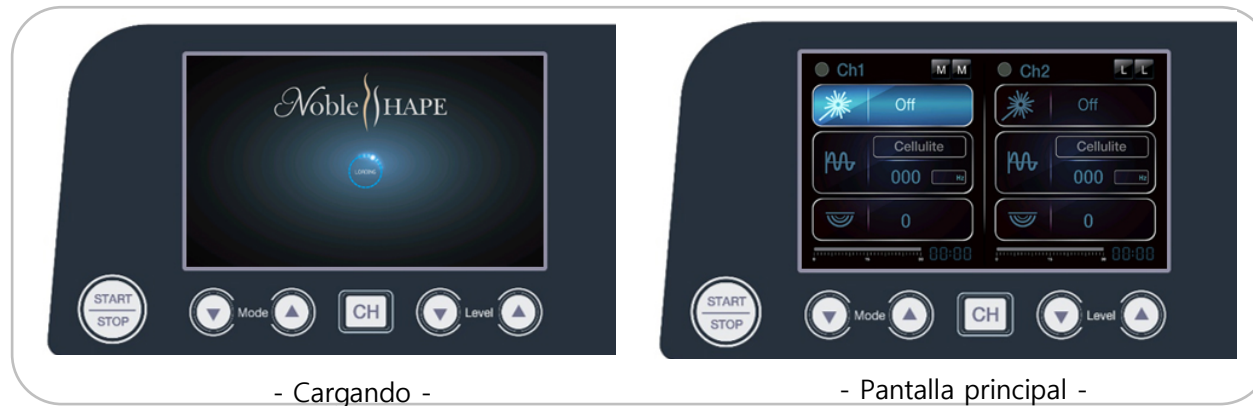 Noble SHAPE
LOADING
START
STOP
Mode
CH
Level
- Cargando -
Ch1
M M
Ch2
L L
Off
Off
Cellulite
Cellulite
000 Hz
000 Hz
0
0
00:00
00:00
START
STOP
Mode
CH
Level
- Pantalla principal -